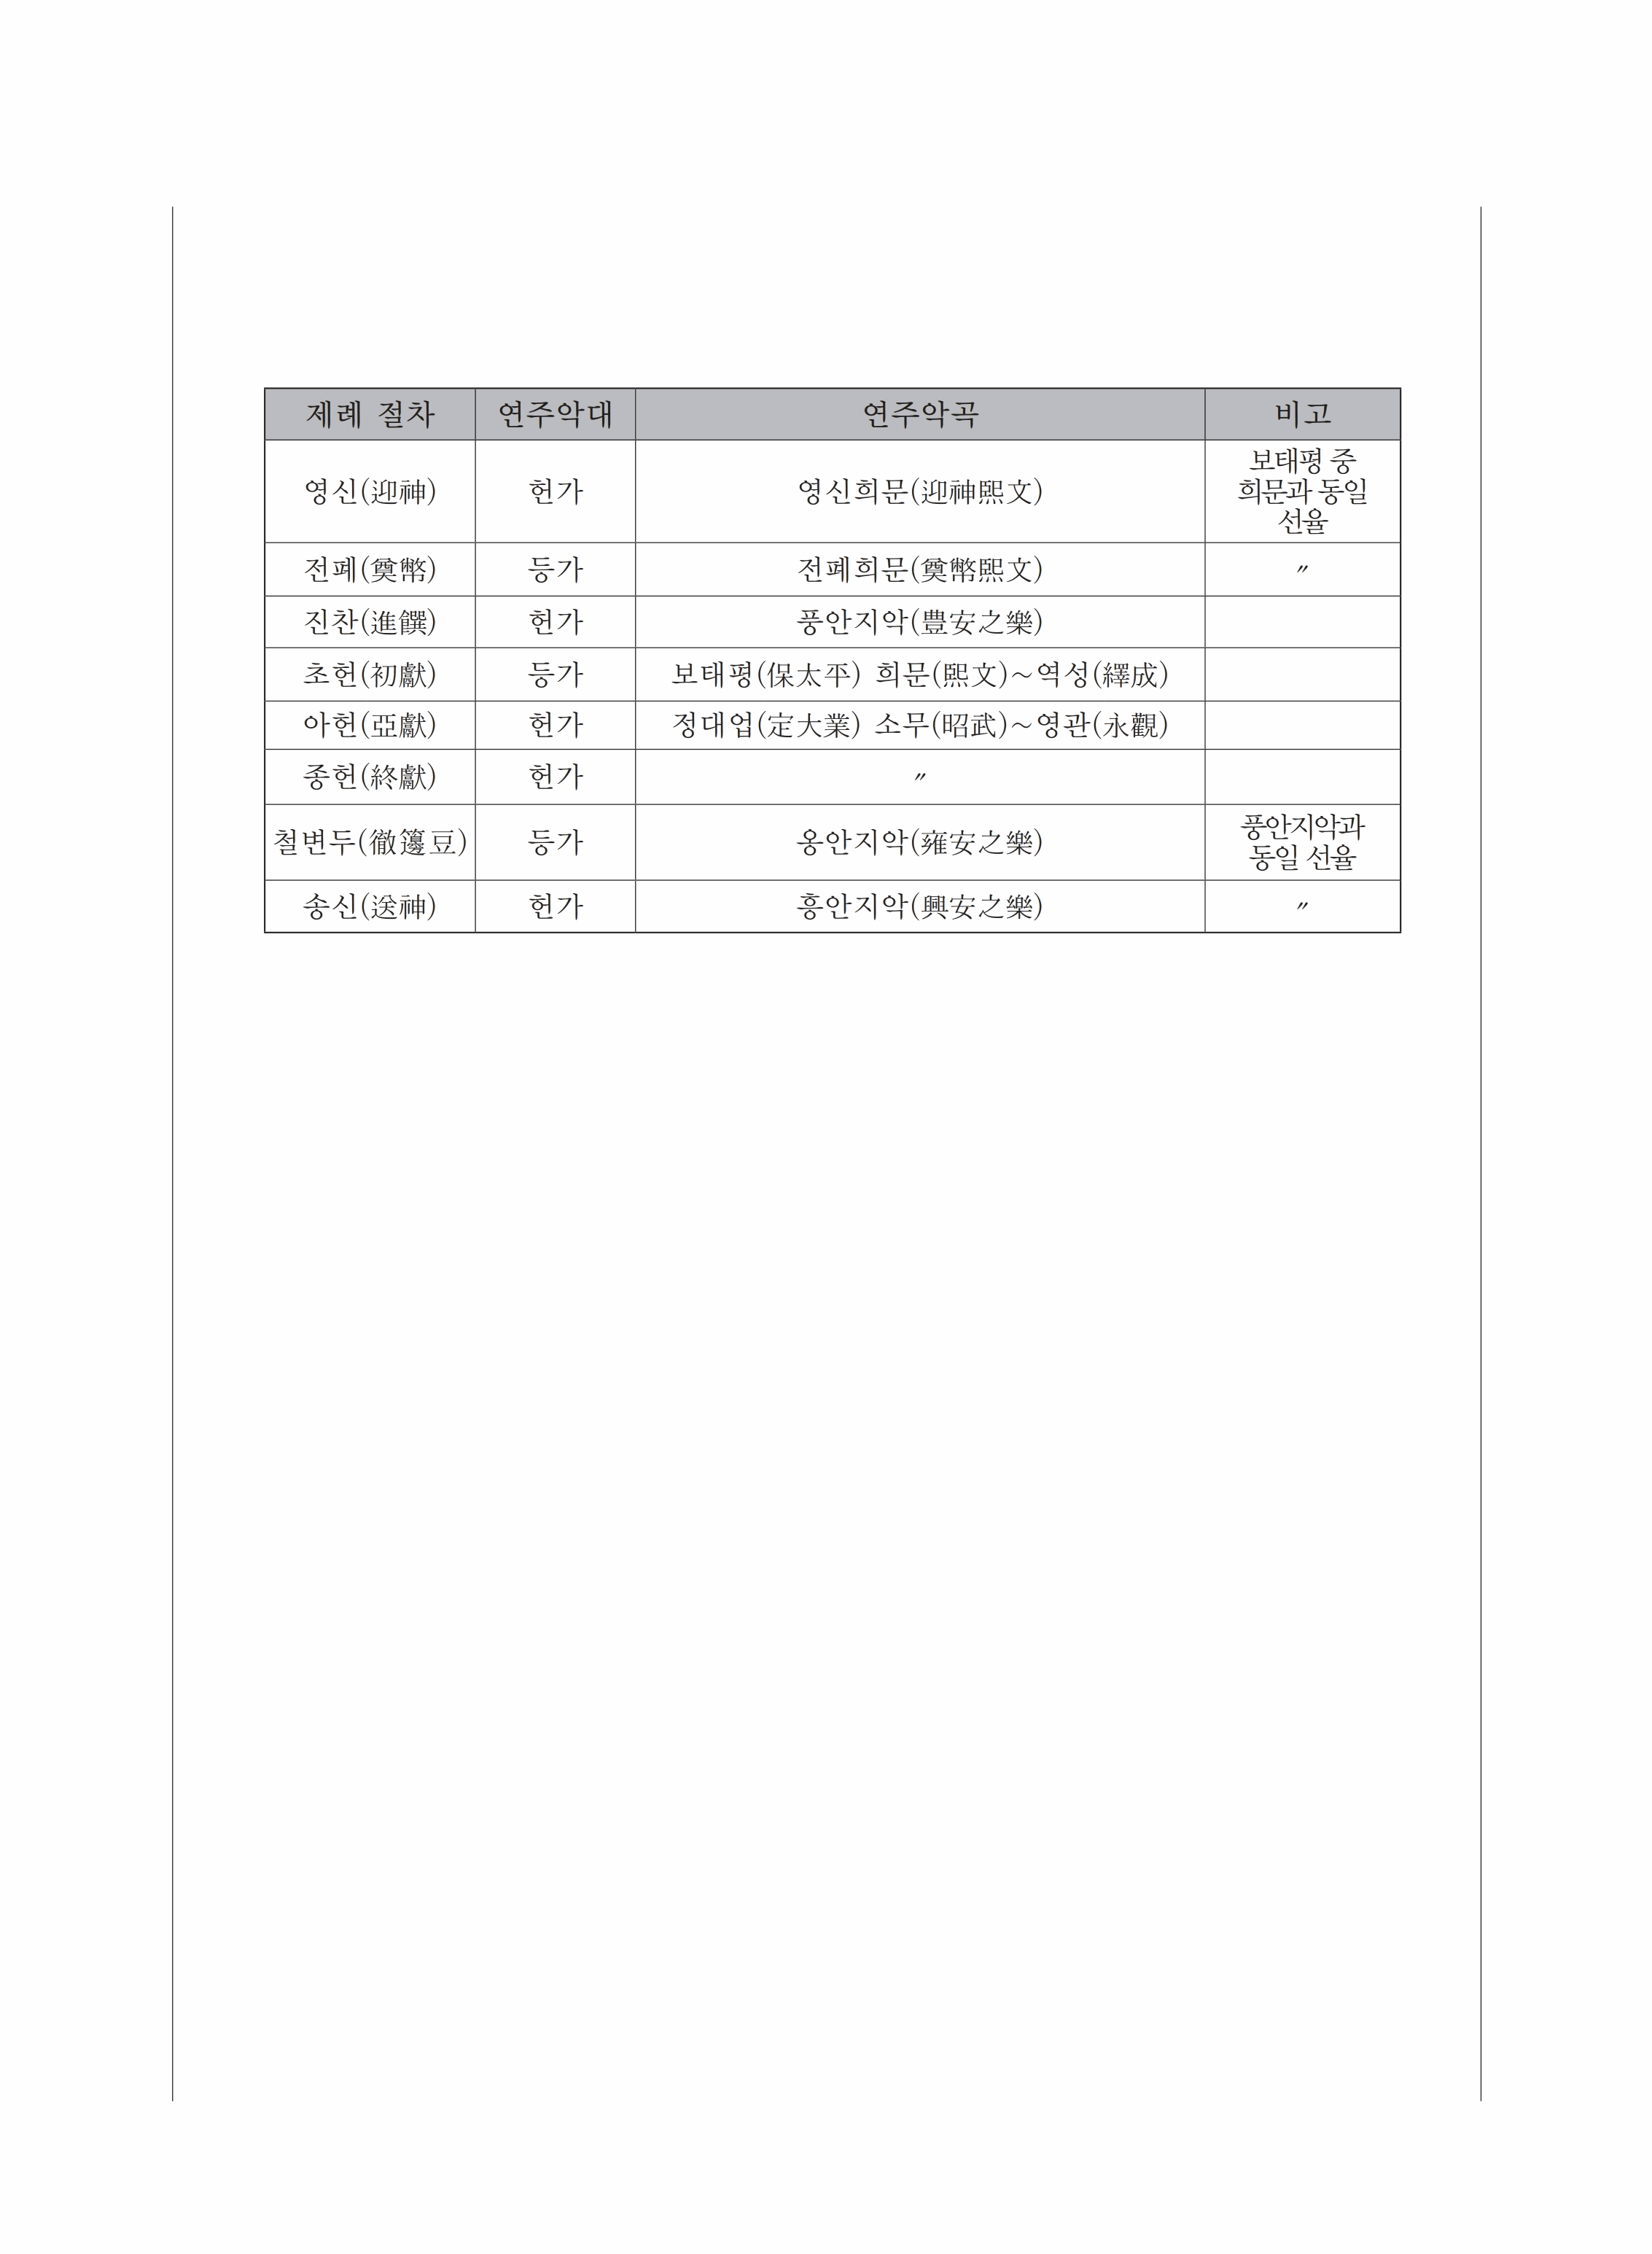 제례 절차 연주악대 연주악곡 비고
영신(迎神) 헌가 영신희문(迎神熙文) 보태평 중
희문과 동일
선율
전폐(奠幣) 등가 전폐희문(奠幣熙文) 〃
진찬(進饌) 헌가 풍안지악(豊安之樂)
초헌(初獻) 등가 보태평(保太平) 희문(熙文)~역성(繹成)
아헌(亞獻) 헌가 정대업(定大業) 소무(昭武)~영관(永觀)
종헌(終獻) 헌가 〃
철변두(徹籩豆) 등가 옹안지악(雍安之樂) 풍안지악과
동일 선율
송신(送神) 헌가 흥안지악(興安之樂) 〃